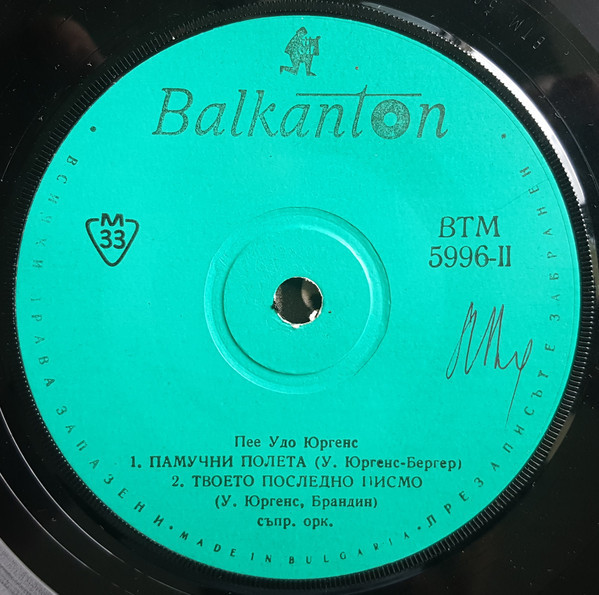 Balkanton
М
33
ВТМ
5996-II
Пее Удо Юргенс
1. ПАМУЧНИ ПОЛЕТА (У. Юргенс-Бергер)
2. ТВОЕТО ПОСЛЕДНО ПИСМО
(У. Юргенс, Брандин)
съпр. орк.
ВСИЧКИ ПРАВА ЗАПАЗЕНИ • MADE IN BULGARIA • ПРЕЗАПИСЪТ Е ЗАБРАНЕН